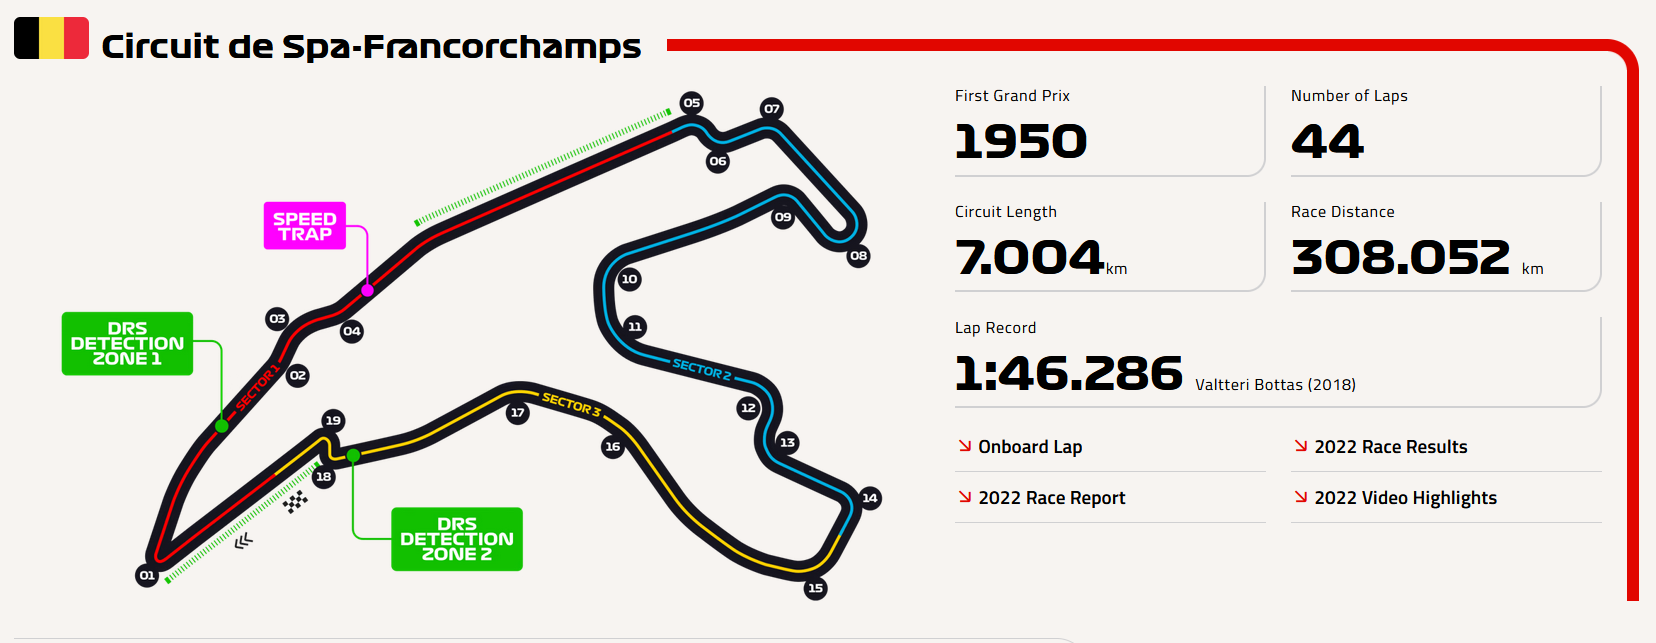 Circuit de Spa-Francorchamps
First Grand Prix
1950
Number of Laps
44
Circuit Length
7.004km
Race Distance
308.052 km
Lap Record
1:46.286 Valtteri Bottas (2018)
Onboard Lap
2022 Race Results
2022 Race Report
2022 Video Highlights
05
07
06
SPEED
TRAP
09
08
10
03
11
04
DRS
DETECTION
ZONE 1
02
SECTOR 1
SECTOR 2
12
17
SECTOR 3
19
13
16
18
14
DRS
DETECTION
ZONE 2
01
15